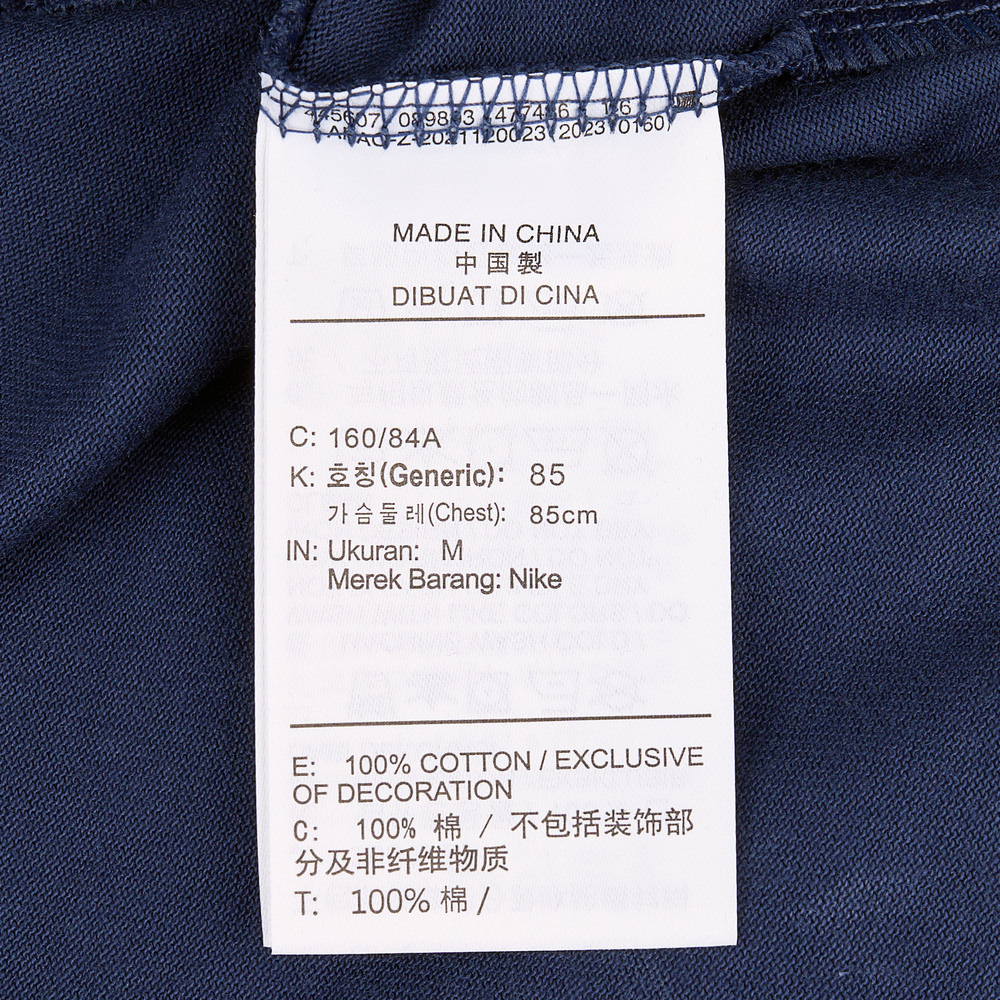 MADE IN CHINA
中国製
DIBUAT DI CINA
C: 160/84A
K: 호칭(Generic): 85
가슴둘레(Chest): 85cm
IN: Ukuran: M
Merek Barang: Nike
E: 100% COTTON / EXCLUSIVE
OF DECORATION
C: 100% 棉 / 不包括装饰部
分及非纤维物质
T: 100% 棉 /